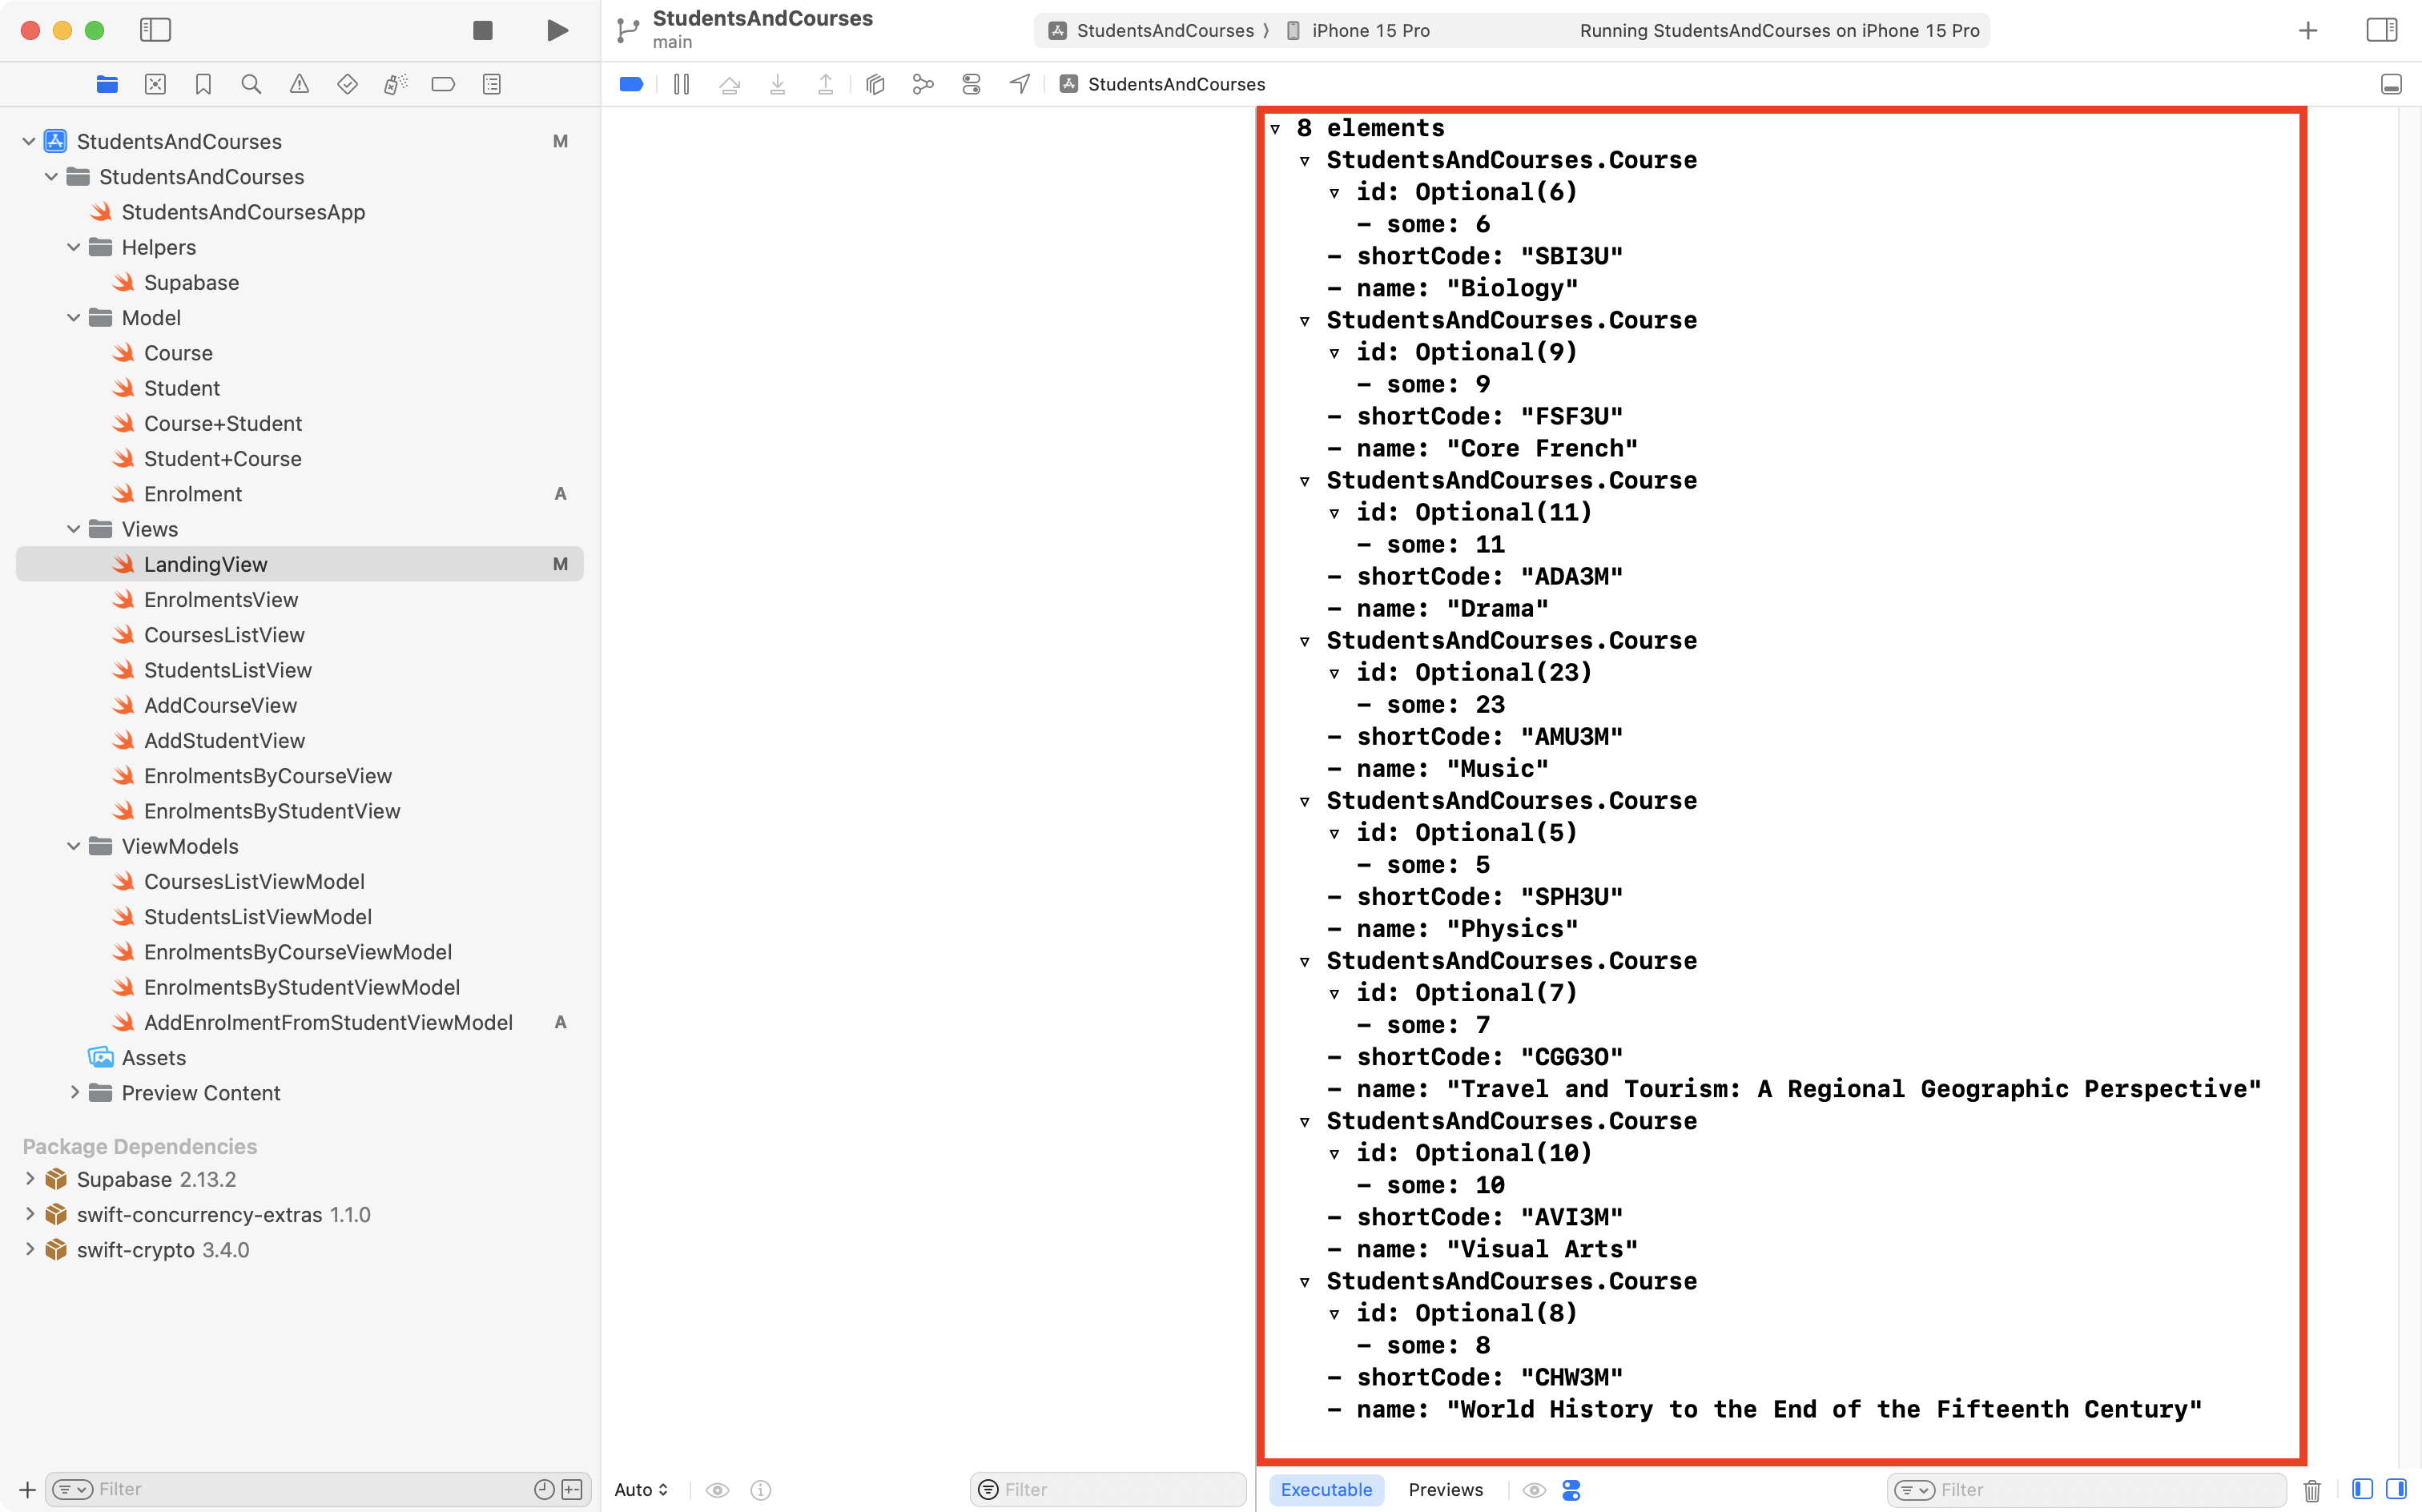 StudentsAndCourses
main
StudentsAndCourses ⟩ iPhone 15 Pro
Running StudentsAndCourses on iPhone 15 Pro
StudentsAndCourses
StudentsAndCourses M
StudentsAndCourses
StudentsAndCoursesApp
Helpers
Supabase
Model
Course
Student
Course+Student
Student+Course
Enrolment A
Views
LandingView M
EnrolmentsView
CoursesListView
StudentsListView
AddCourseView
AddStudentView
EnrolmentsByCourseView
EnrolmentsByStudentView
ViewModels
CoursesListViewModel
StudentsListViewModel
EnrolmentsByCourseViewModel
EnrolmentsByStudentViewModel
AddEnrolmentFromStudentViewModel A
Assets
Preview Content
Package Dependencies
Supabase 2.13.2
swift-concurrency-extras 1.1.0
swift-crypto 3.4.0
Filter
▿ 8 elements
▿ StudentsAndCourses.Course
▿ id: Optional(6)
- some: 6
- shortCode: "SBI3U"
- name: "Biology"
▿ StudentsAndCourses.Course
▿ id: Optional(9)
- some: 9
- shortCode: "FSF3U"
- name: "Core French"
▿ StudentsAndCourses.Course
▿ id: Optional(11)
- some: 11
- shortCode: "ADA3M"
- name: "Drama"
▿ StudentsAndCourses.Course
▿ id: Optional(23)
- some: 23
- shortCode: "AMU3M"
- name: "Music"
▿ StudentsAndCourses.Course
▿ id: Optional(5)
- some: 5
- shortCode: "SPH3U"
- name: "Physics"
▿ StudentsAndCourses.Course
▿ id: Optional(7)
- some: 7
- shortCode: "CGG3O"
- name: "Travel and Tourism: A Regional Geographic Perspective"
▿ StudentsAndCourses.Course
▿ id: Optional(10)
- some: 10
- shortCode: "AVI3M"
- name: "Visual Arts"
▿ StudentsAndCourses.Course
▿ id: Optional(8)
- some: 8
- shortCode: "CHW3M"
- name: "World History to the End of the Fifteenth Century"
Auto
Filter
Executable Previews
Filter